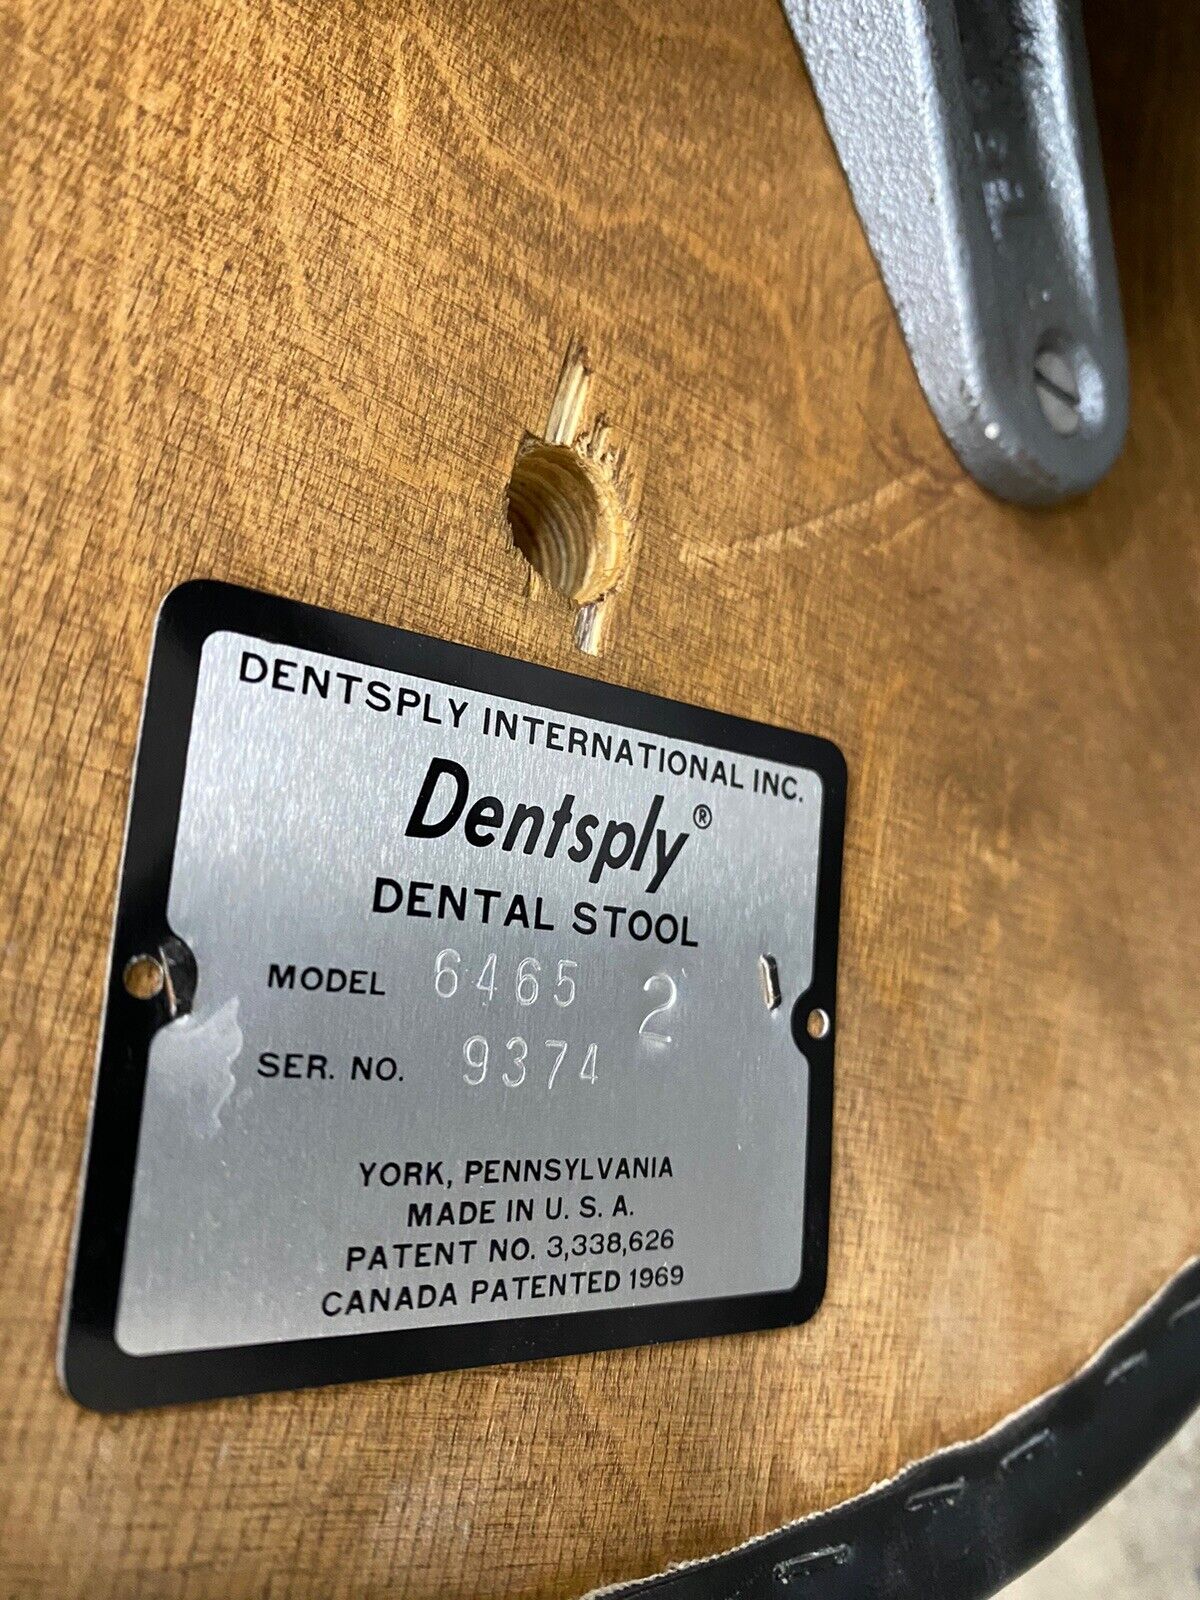 DENTSPLY INTERNATIONAL INC.
Dentsply®
DENTAL STOOL
MODEL 6465 2
SER. NO. 9374
YORK, PENNSYLVANIA
MADE IN U. S. A.
PATENT NO. 3,338,626
CANADA PATENTED 1969